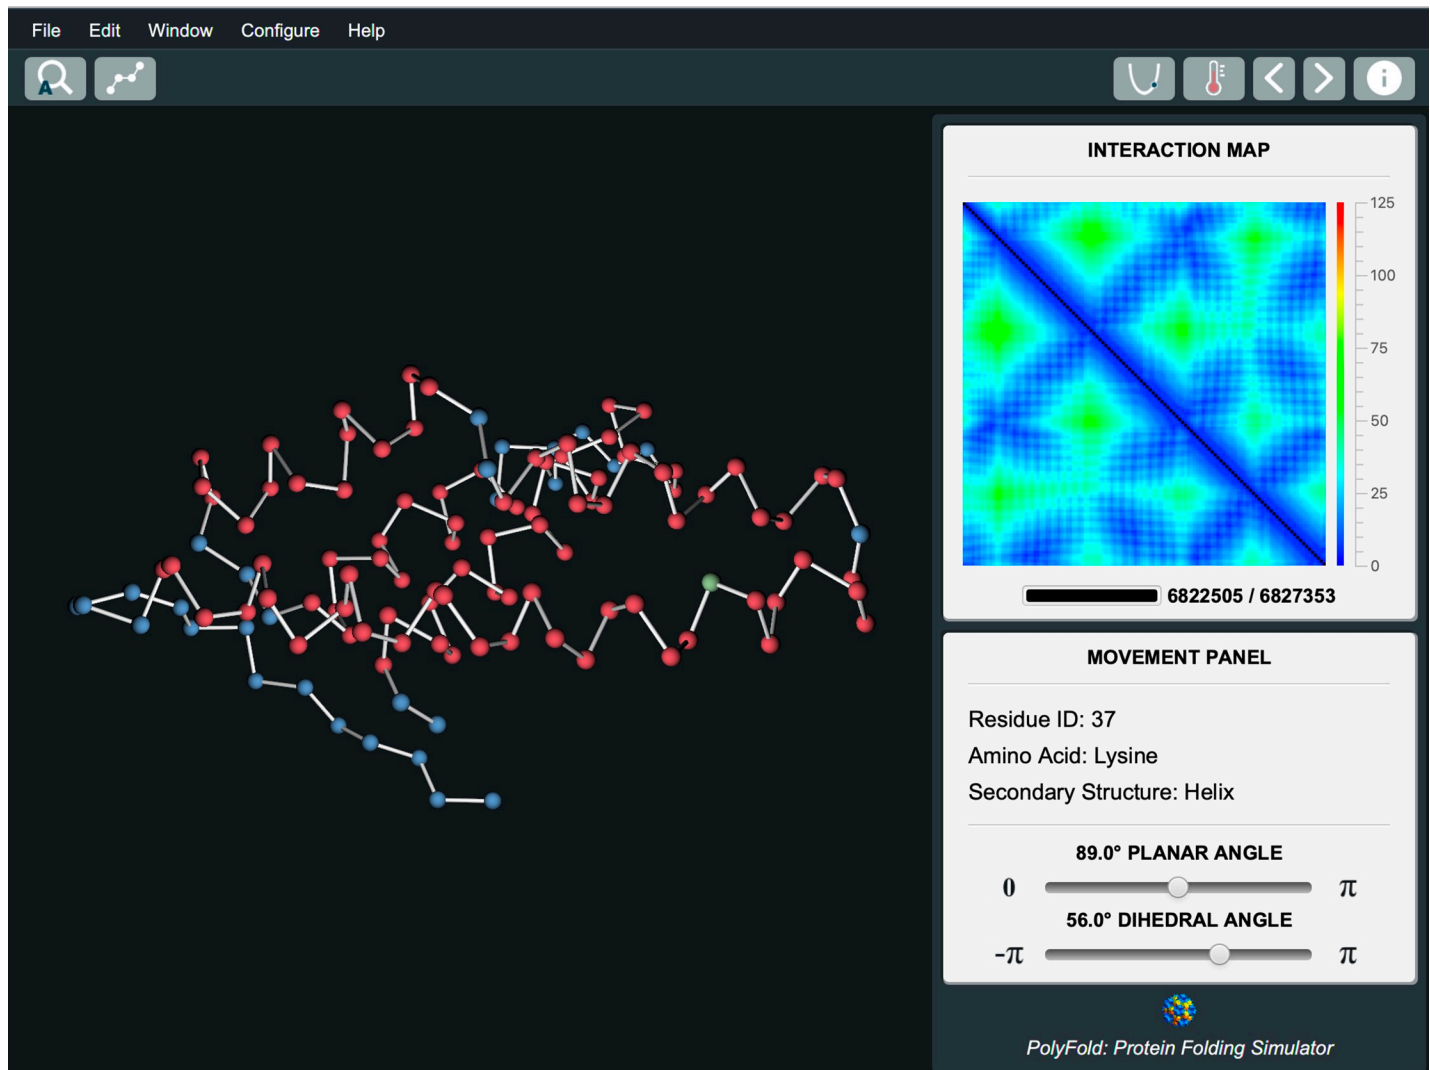 File Edit Window Configure Help
A
INTERACTION MAP
125
100
75
50
25
0
6822505 / 6827353
MOVEMENT PANEL
Residue ID: 37
Amino Acid: Lysine
Secondary Structure: Helix
89.0° PLANAR ANGLE
0 π
56.0° DIHEDRAL ANGLE
-π π
PolyFold: Protein Folding Simulator